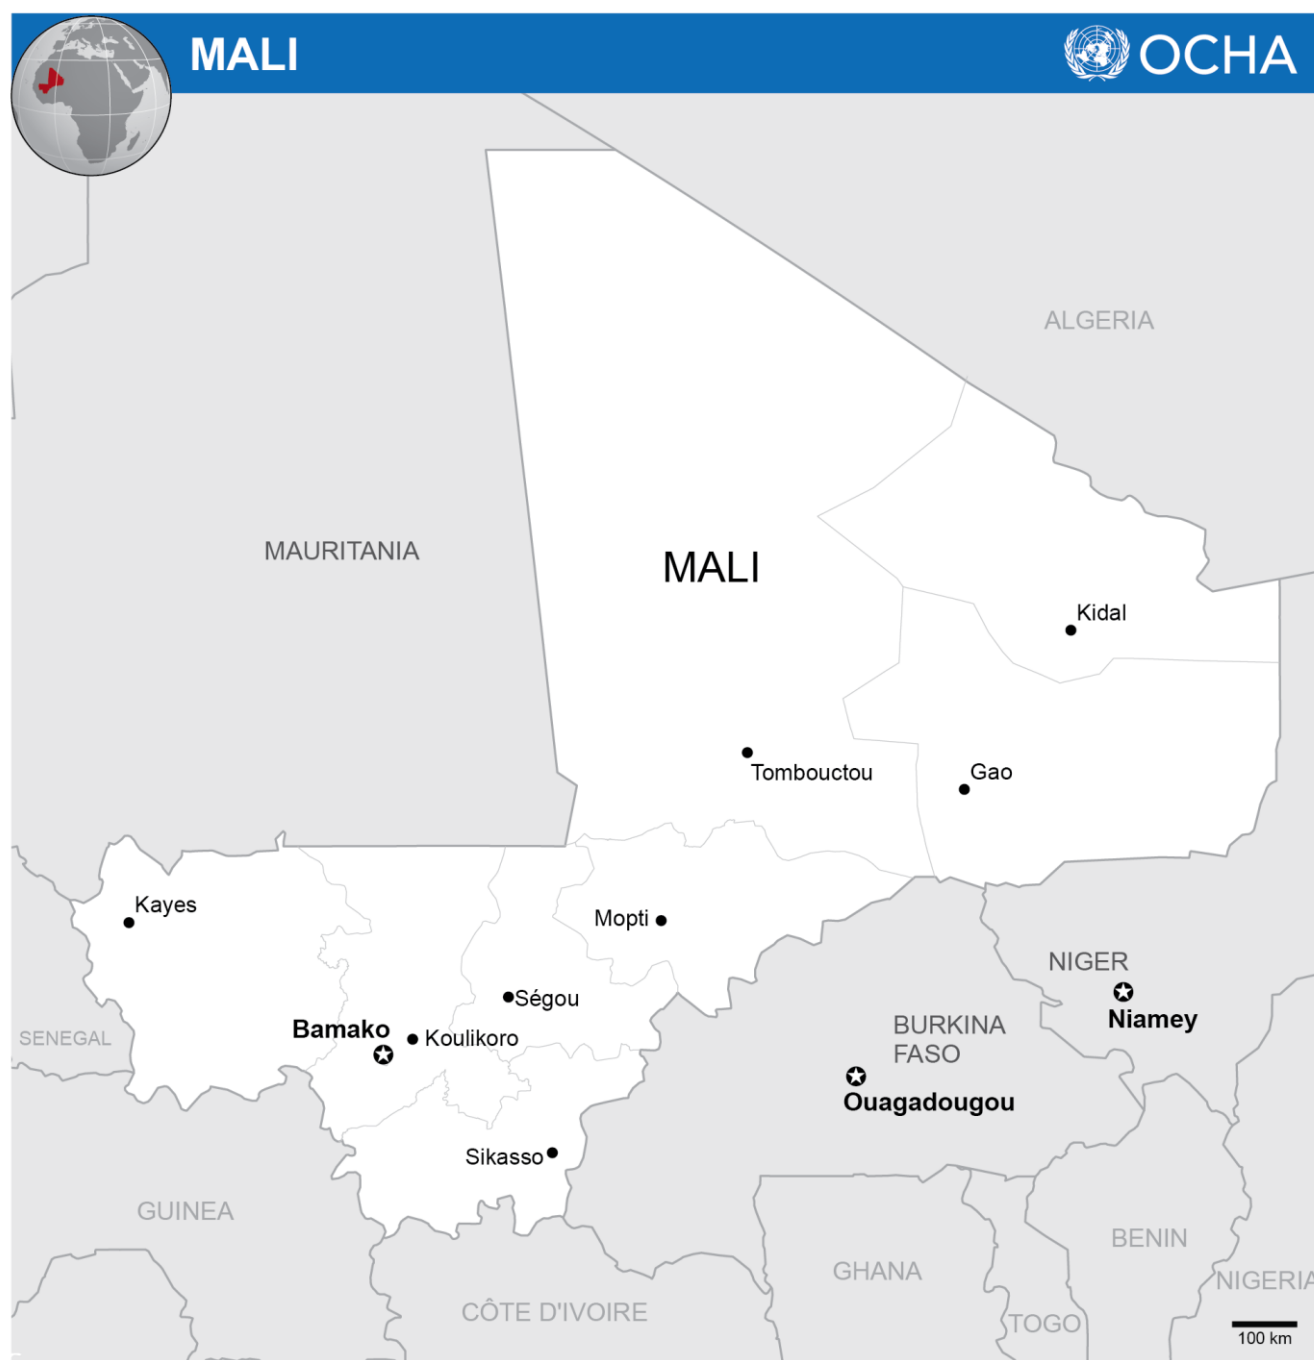 MALI
OCHA
ALGERIA
MAURITANIA
MALI
Kidal
Tombouctou
Gao
Kayes
Mopti
NIGER
Ségou
Niamey
BURKINA
FASO
Bamako
Koulikoro
SENEGAL
Ouagadougou
Sikasso
GUINEA
BENIN
GHANA
NIGERIA
CÔTE D'IVOIRE
TOGO
100 km